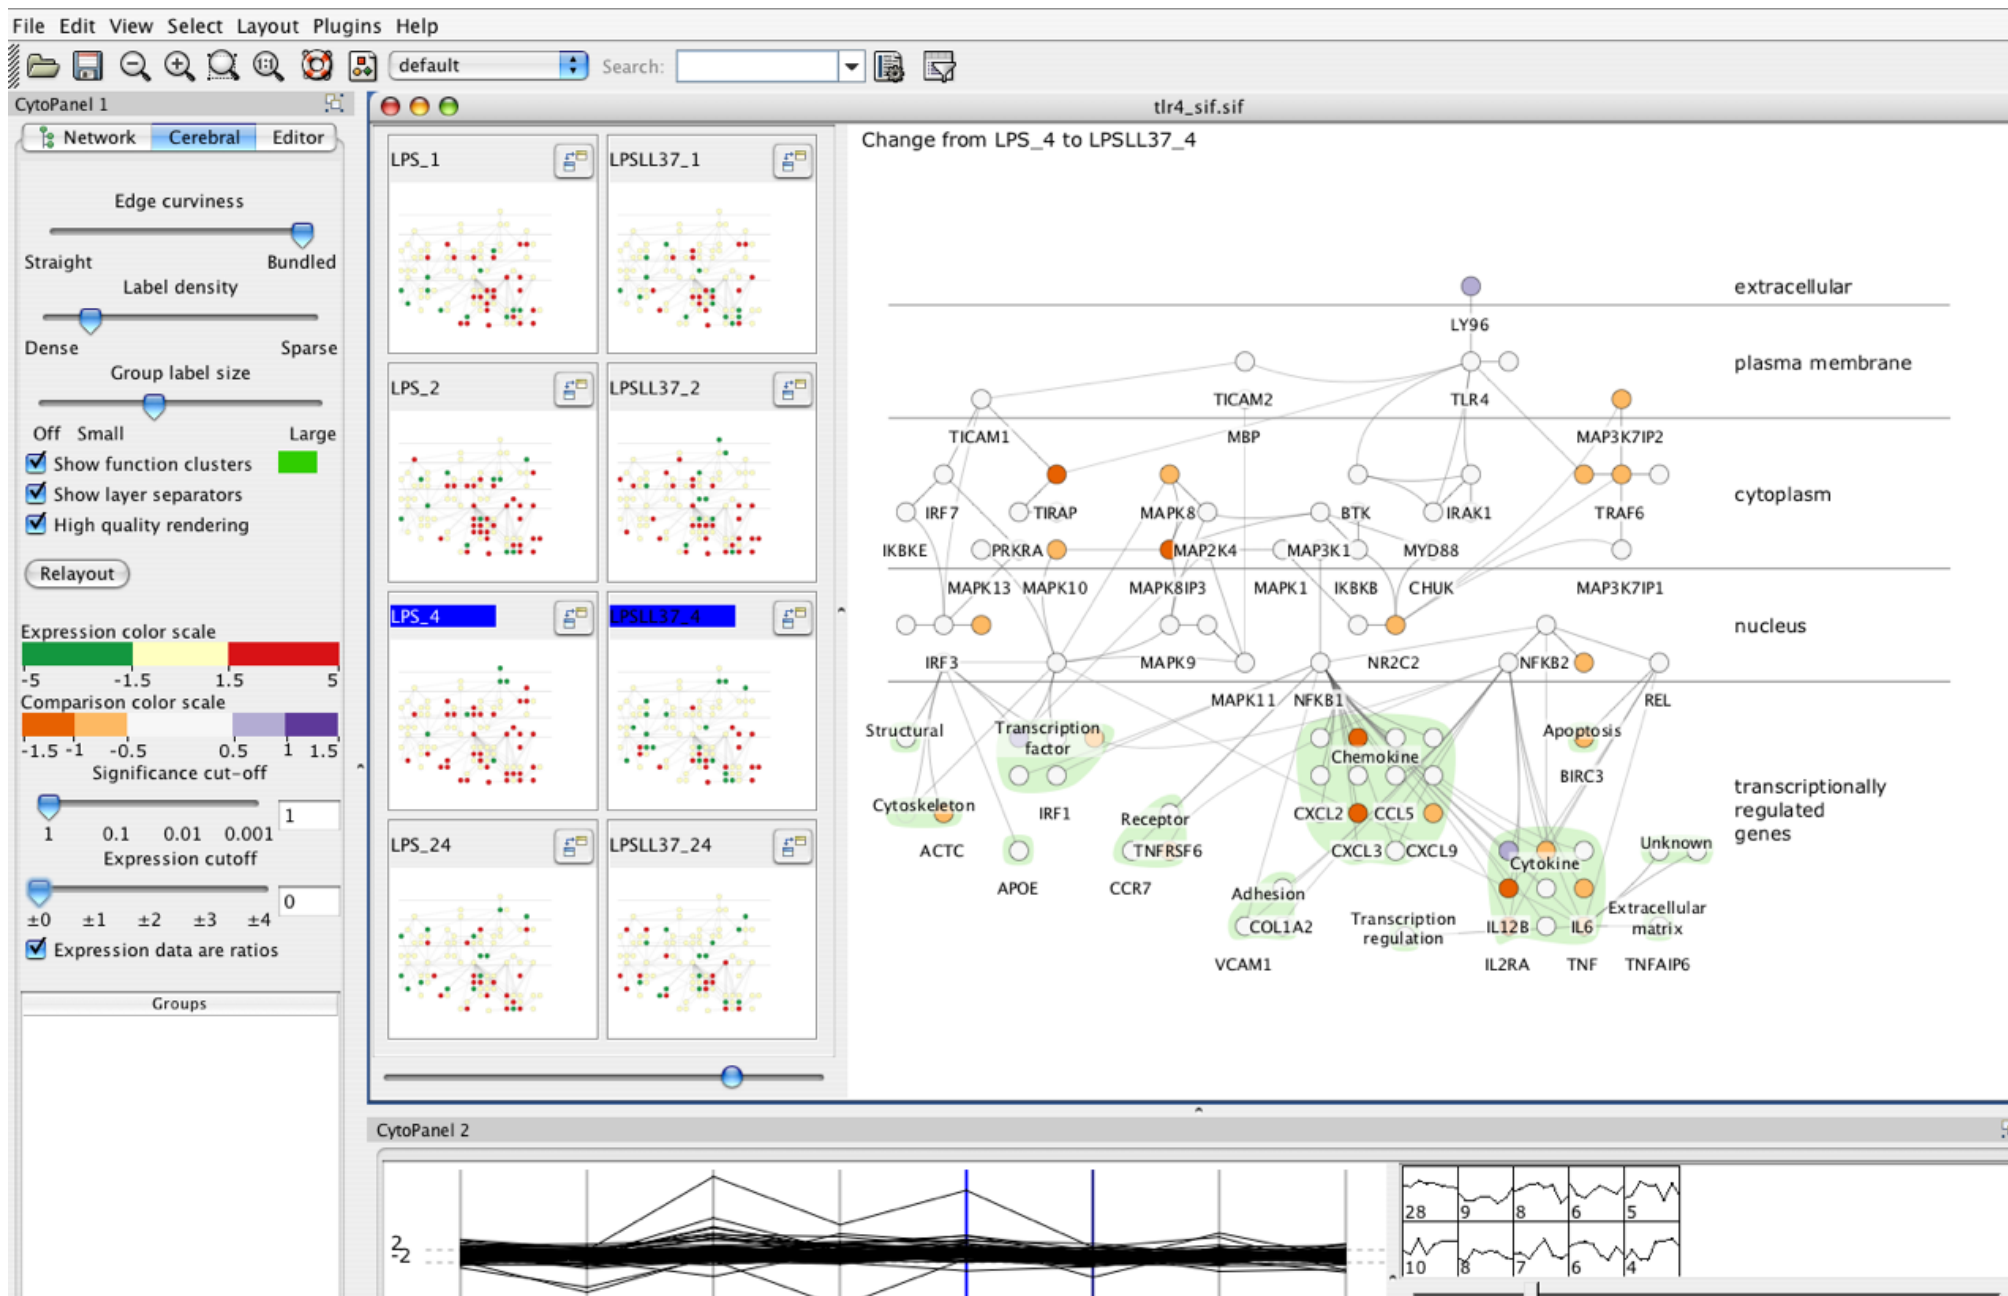 File Edit View Select Layout Plugins Help
default
Search:
CytoPanel 1
Network Cerebral Editor
Edge curviness
Straight Bundled
Label density
Dense Sparse
Group label size
Off Small Large
Show function clusters
Show layer separators
High quality rendering
Relayout
Expression color scale
-5 -1.5 1.5 5
Comparison color scale
-1.5 -1 -0.5 0.5 1 1.5
Significance cut-off
1
1 0.1 0.01 0.001
Expression cutoff
0
±0 ±1 ±2 ±3 ±4
Expression data are ratios
Groups
tlr4_sif.sif
LPS_1 LPSLL37_1
LPS_2 LPSLL37_2
LPS_4 LPSLL37_4
LPS_24 LPSLL37_24
Change from LPS_4 to LPSLL37_4
extracellular
LY96
plasma membrane
TICAM2 TLR4
TICAM1 MBP MAP3K7IP2
cytoplasm
IRF7 TIRAP MAPK8 BTK IRAK1 TRAF6
IKBKE PRKRA MAP2K4 MAP3K1 MYD88
MAPK13 MAPK10 MAPK8IP3 MAPK1 IKBKB CHUK MAP3K7IP1
nucleus
IRF3 MAPK9 NR2C2 NFKB2
MAPK11 NFKB1 REL
Structural Transcription factor Apoptosis
Chemokine
BIRC3
transcriptionally
regulated
genes
Cytoskeleton IRF1 Receptor CXCL2 CCL5
ACTC TNFRSF6 CXCL3 CXCL9 Unknown
Cytokine
APOE CCR7 Adhesion
COL1A2 Transcription regulation IL12B IL6 Extracellular matrix
VCAM1 IL2RA TNF TNFAIP6
CytoPanel 2
2
-2
28 9 8 6 5
10 8 7 6 4